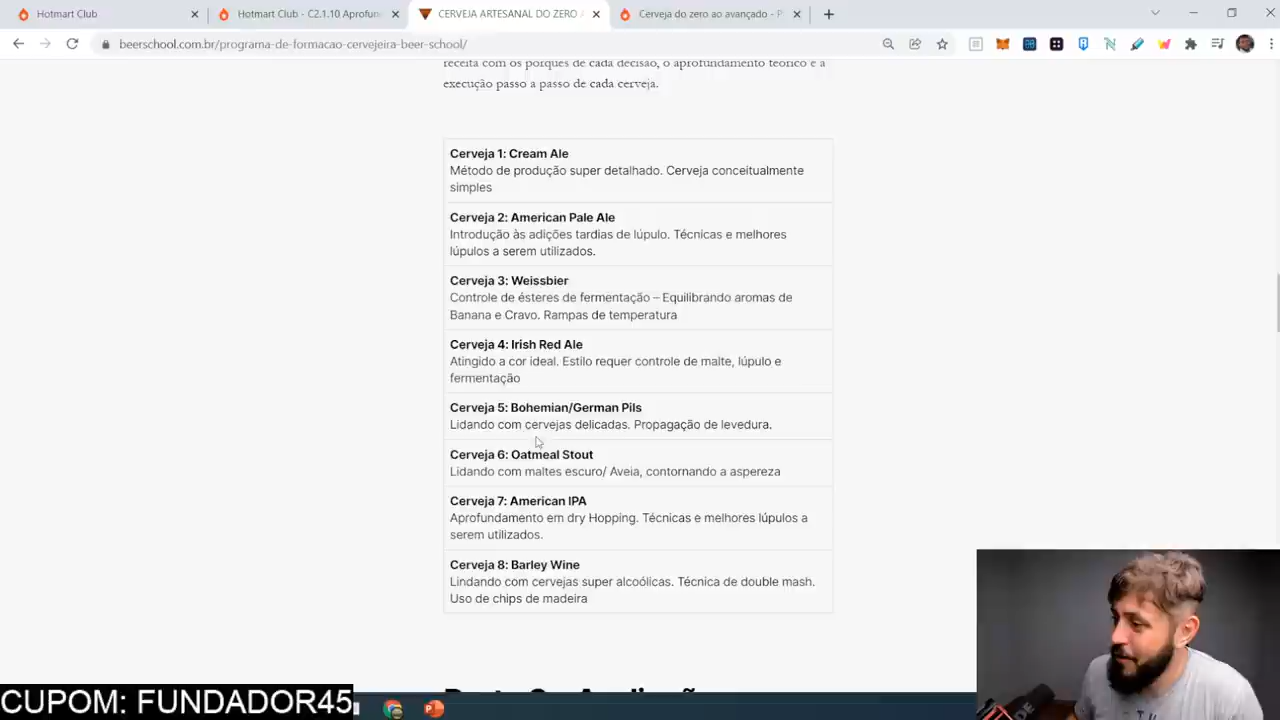 Hotmart Club
Hotmart Club - C2.1.10 Aprofun
CERVEJA ARTESANAL DO ZERO
Cerveja do zero ao avançado - P
beerschool.com.br/programa-de-formacao-cervejeira-beer-school/
receita com os porquês de cada decisão, o aprofundamento teórico e a
execução passo a passo de cada cerveja.
Cerveja 1: Cream Ale
Método de produção super detalhado. Cerveja conceitualmente
simples
Cerveja 2: American Pale Ale
Introdução às adições tardias de lúpulo. Técnicas e melhores
lúpulos a serem utilizados.
Cerveja 3: Weissbier
Controle de ésteres de fermentação – Equilibrando aromas de
Banana e Cravo. Rampas de temperatura
Cerveja 4: Irish Red Ale
Atingido a cor ideal. Estilo requer controle de malte, lúpulo e
fermentação
Cerveja 5: Bohemian/German Pils
Lidando com cervejas delicadas. Propagação de levedura.
Cerveja 6: Oatmeal Stout
Lidando com maltes escuro/ Aveia, contornando a aspereza
Cerveja 7: American IPA
Aprofundamento em dry Hopping. Técnicas e melhores lúpulos a
serem utilizados.
Cerveja 8: Barley Wine
Lindando com cervejas super alcoólicas. Técnica de double mash.
Uso de chips de madeira
CUPOM: FUNDADOR45